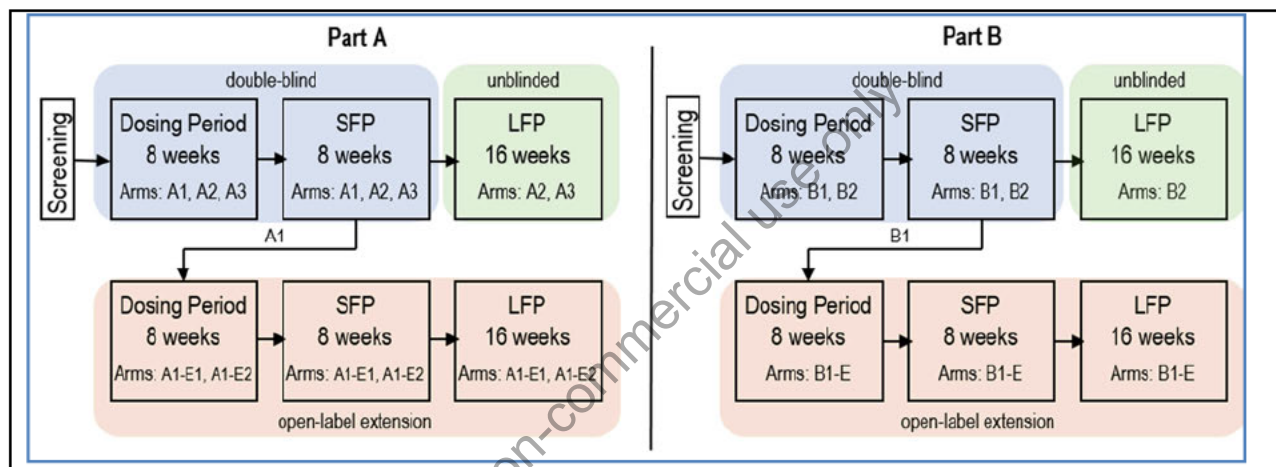 Part A
double-blind
unblinded
Screening
Dosing Period
8 weeks
Arms: A1, A2, A3
SFP
8 weeks
Arms: A1, A2, A3
LFP
16 weeks
Arms: A2, A3
A1
Dosing Period
8 weeks
Arms: A1-E1, A1-E2
SFP
8 weeks
Arms: A1-E1, A1-E2
LFP
16 weeks
Arms: A1-E1, A1-E2
open-label extension
Part B
double-blind
unblinded
Screening
Dosing Period
8 weeks
Arms: B1, B2
SFP
8 weeks
Arms: B1, B2
LFP
16 weeks
Arms: B2
B1
Dosing Period
8 weeks
Arms: B1-E
SFP
8 weeks
Arms: B1-E
LFP
16 weeks
Arms: B1-E
open-label extension
on-commercial use only